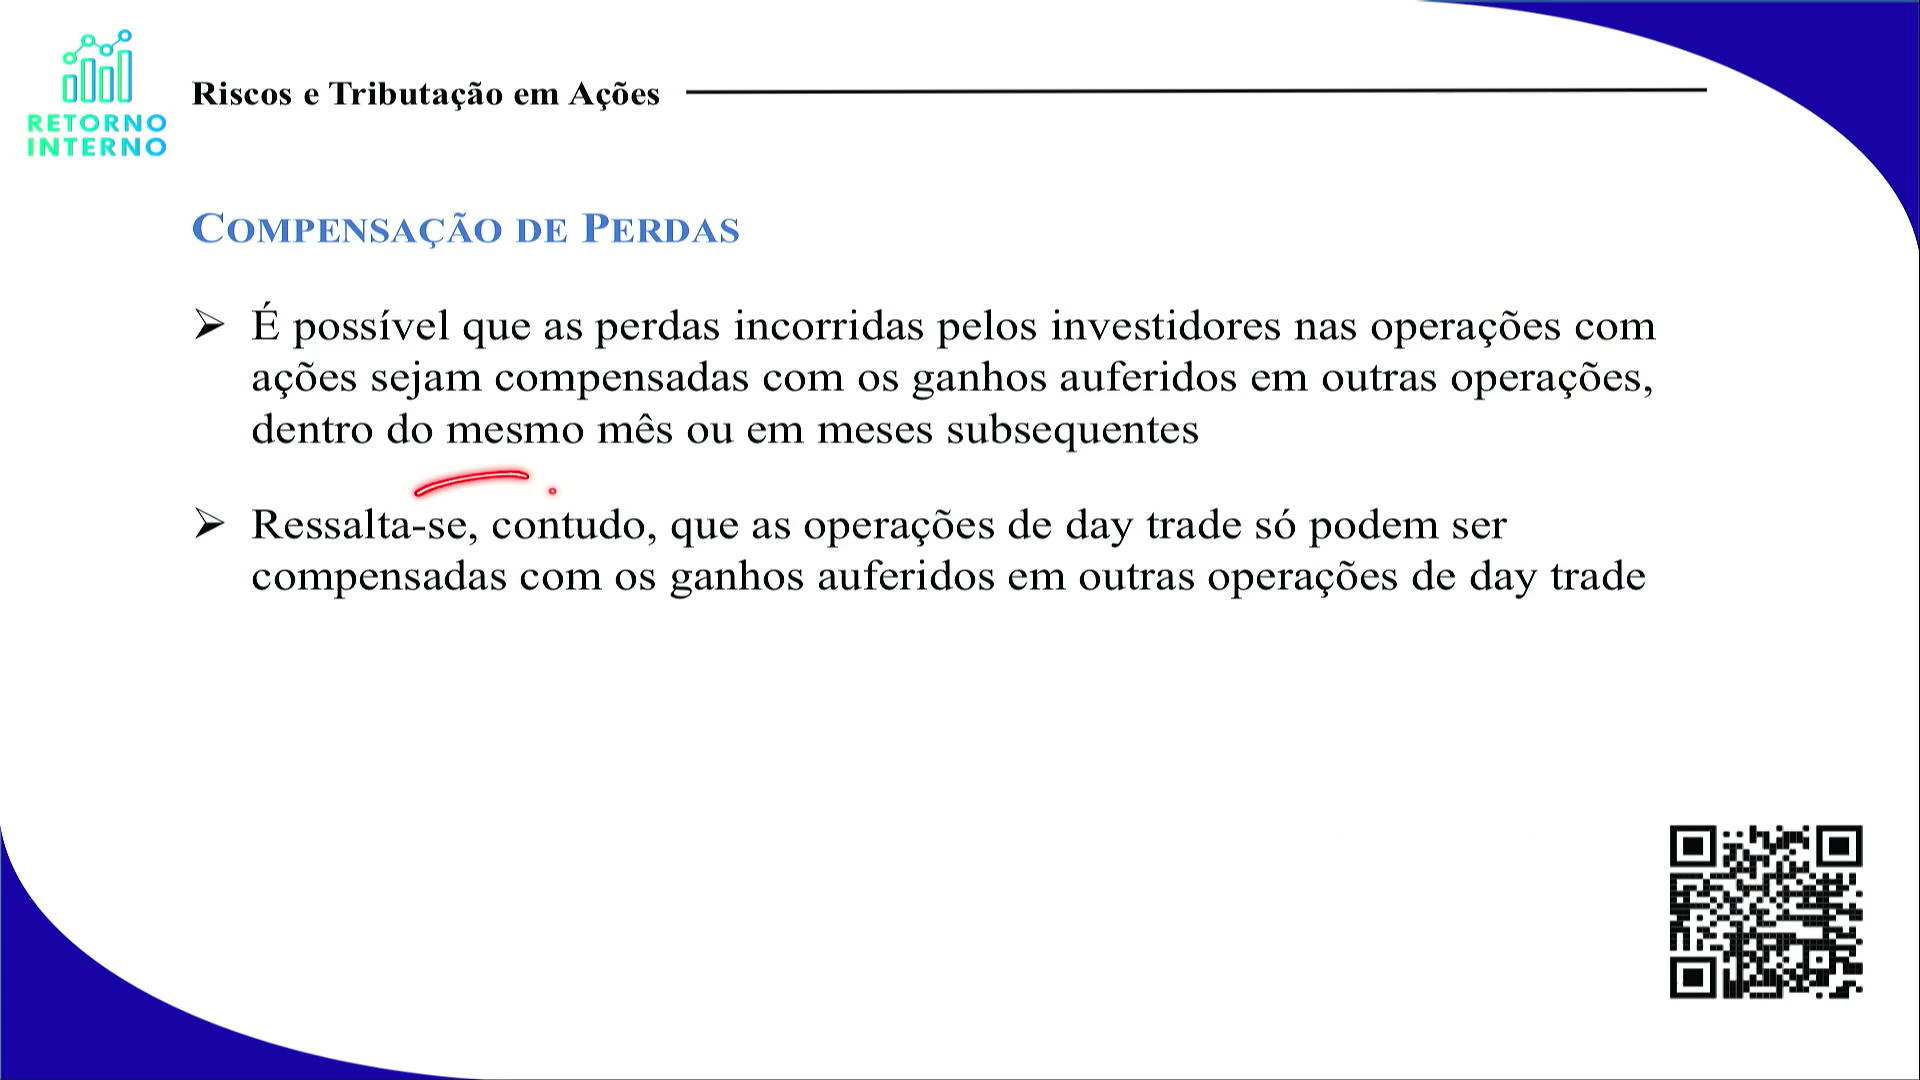 RETORNO
INTERNO
Riscos e Tributação em Ações
COMPENSAÇÃO DE PERDAS
➢ É possível que as perdas incorridas pelos investidores nas operações com
ações sejam compensadas com os ganhos auferidos em outras operações,
dentro do mesmo mês ou em meses subsequentes
➢ Ressalta-se, contudo, que as operações de day trade só podem ser
compensadas com os ganhos auferidos em outras operações de day trade